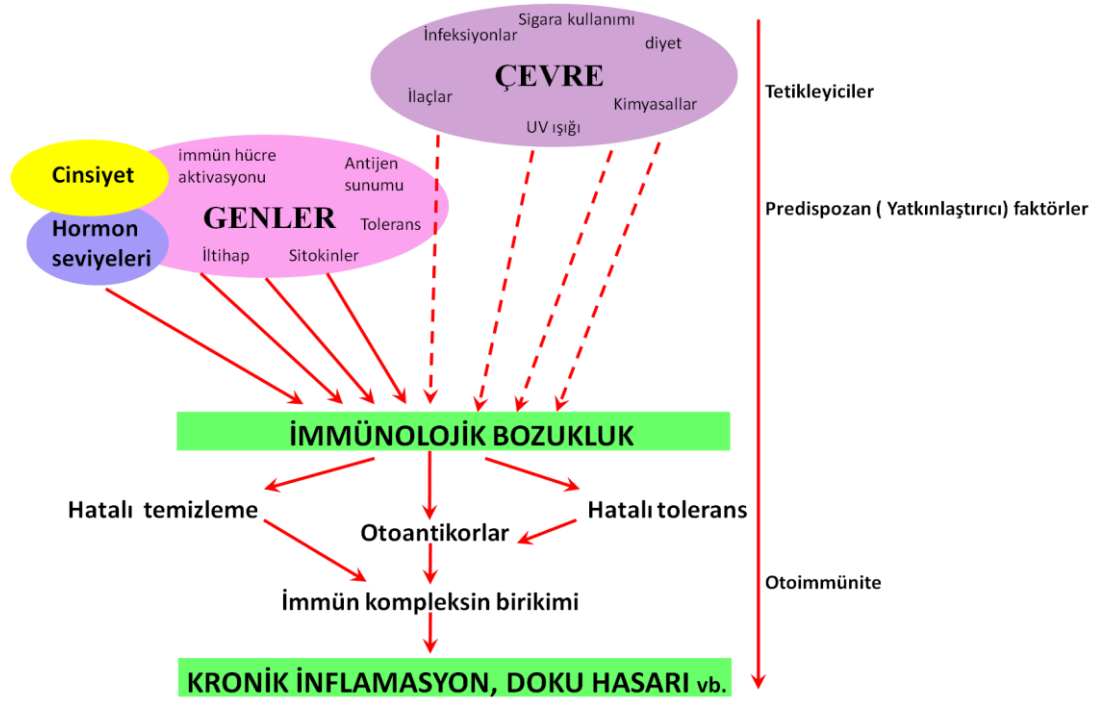 Sigara kullanımı
İnfeksiyonlar
diyet
ÇEVRE
İlaçlar
Kimyasallar
UV ışığı
Tetikleyiciler
immün hücre
aktivasyonu
Antijen
sunumu
Cinsiyet
GENLER
Tolerans
Hormon
seviyeleri
İltihap
Sitokinler
Predispozan ( Yatkınlaştırıcı) faktörler
İMMÜNOLOJİK BOZUKLUK
Hatalı temizleme
Otoantikorlar
Hatalı tolerans
İmmün kompleksin birikimi
Otoimmünite
KRONİK İNFLAMASYON, DOKU HASARI vb.